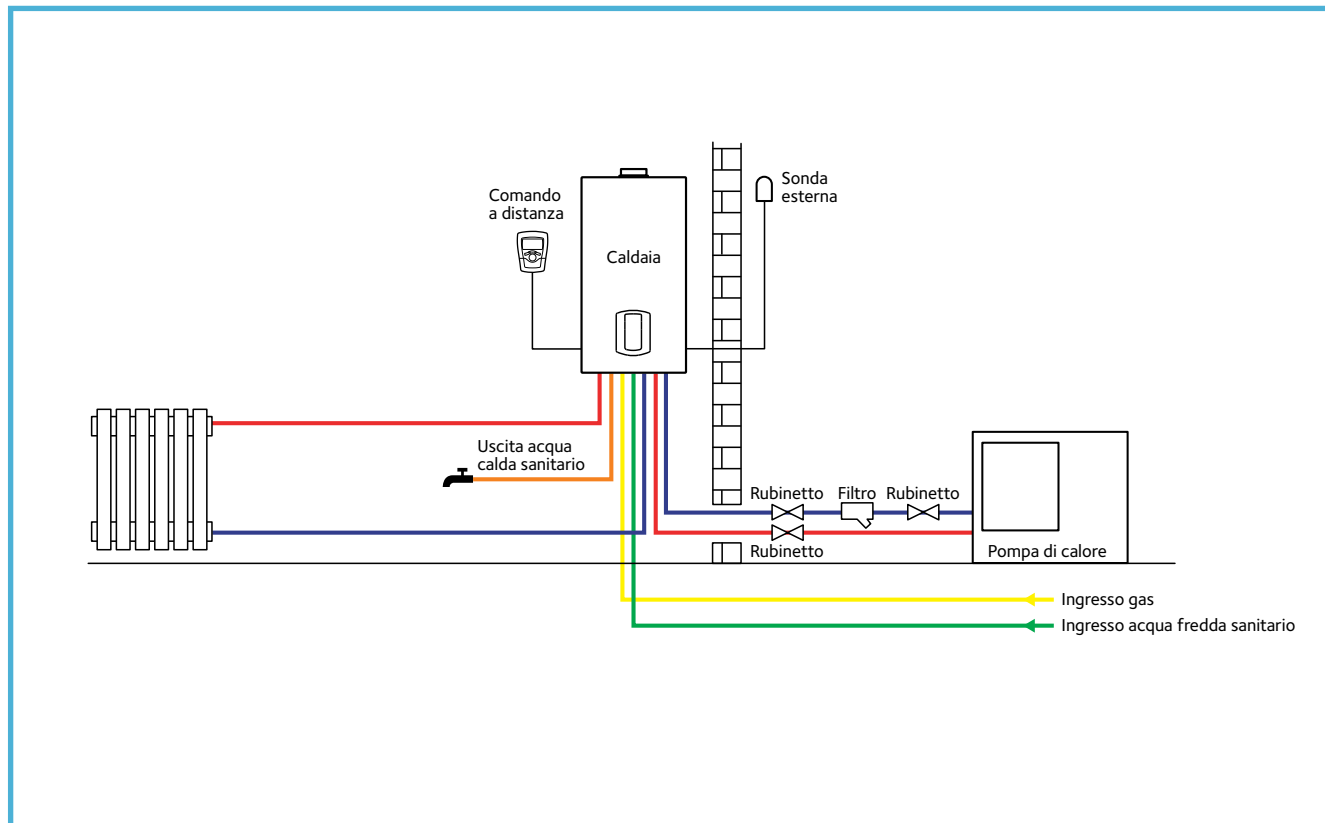 Comando
a distanza
Caldaia
Sonda
esterna
Uscita acqua
calda sanitario
Rubinetto
Filtro
Rubinetto
Rubinetto
Pompa di calore
Ingresso gas
Ingresso acqua fredda sanitario